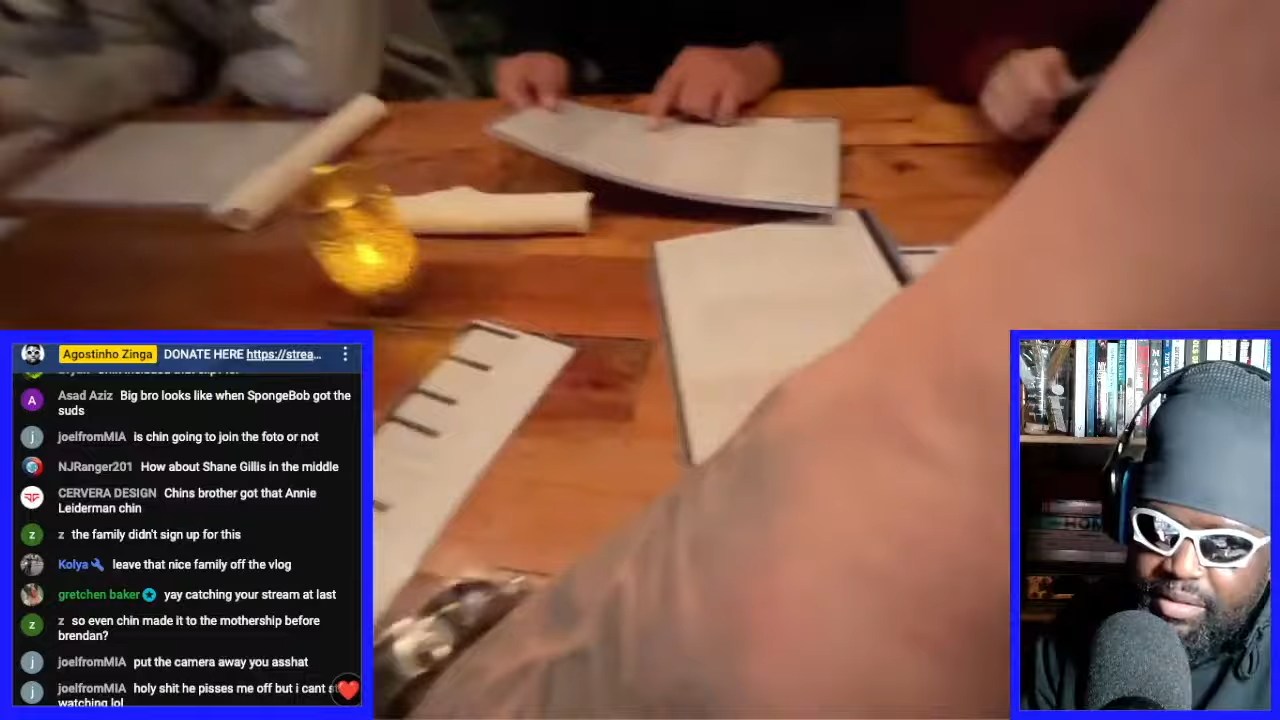 Agostinho Zinga DONATE HERE https://strea...
Asad Aziz Big bro looks like when SpongeBob got the
suds
joelfromMIA is chin going to join the foto or not
NJRanger201 How about Shane Gillis in the middle
CERVERA DESIGN Chins brother got that Annie
Leiderman chin
z the family didn't sign up for this
Kolya leave that nice family off the vlog
gretchen baker yay catching your stream at last
z so even chin made it to the mothership before
brendan?
joelfromMIA put the camera away you asshat
joelfromMIA holy shit he pisses me off but i cant
watching lol